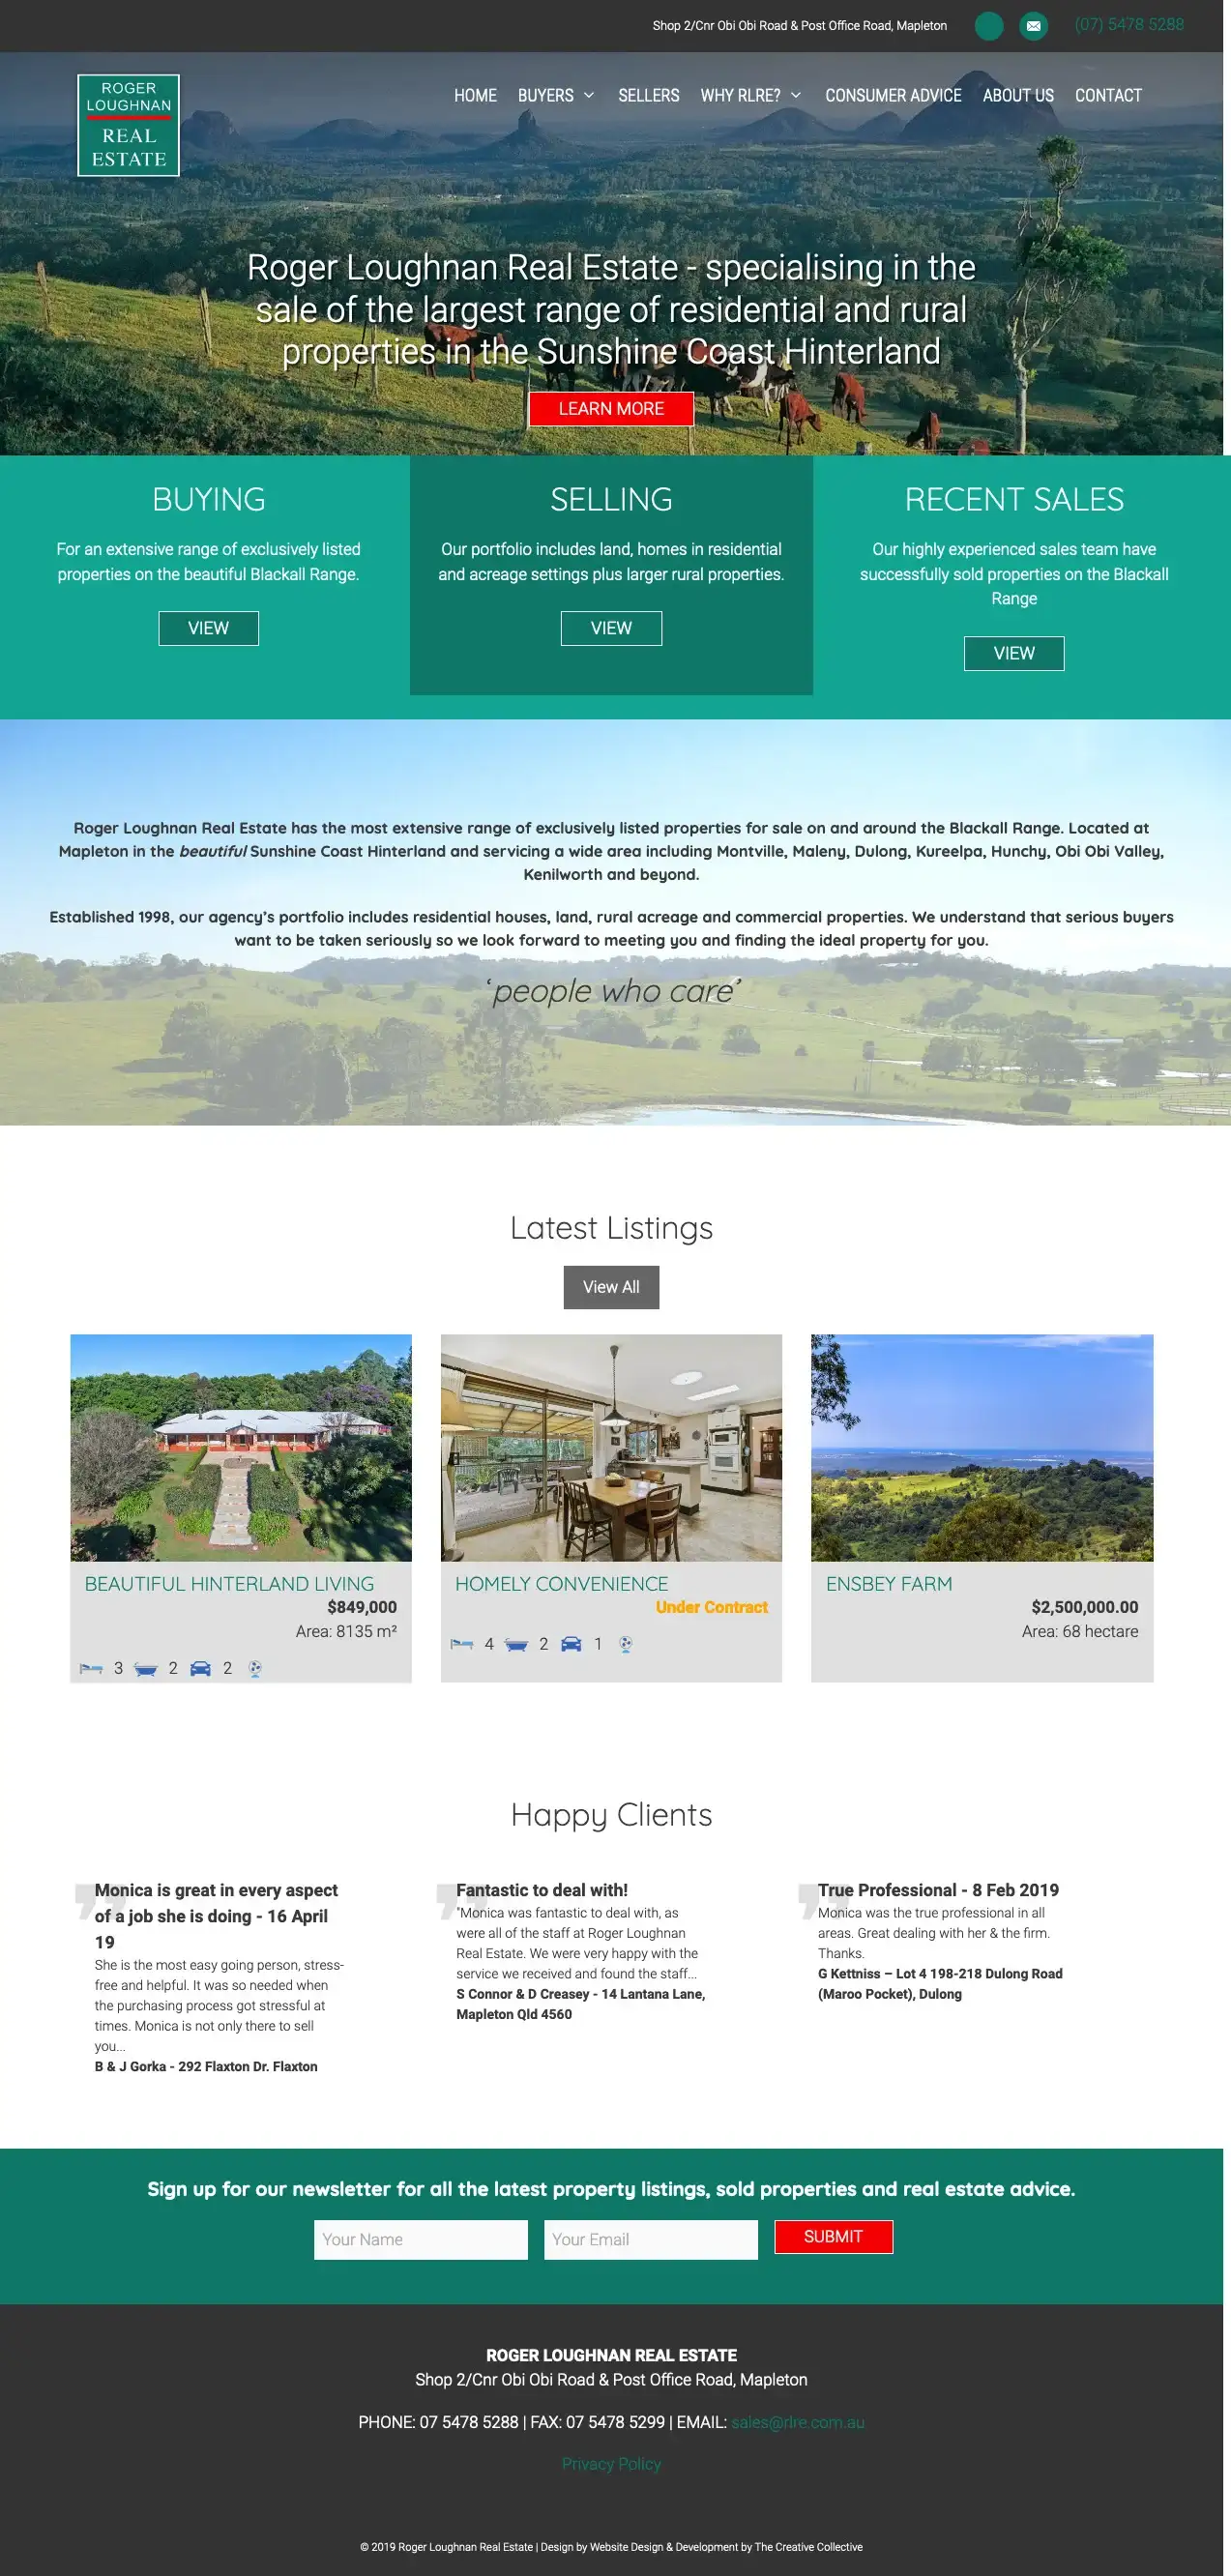 Shop 2/Cnr Obi Obi Road & Post Office Road, Mapleton
(07) 5478 5288
ROGER
LOUGHNAN
REAL
ESTATE
HOME BUYERS SELLERS WHY RLRE? CONSUMER ADVICE ABOUT US CONTACT
Roger Loughnan Real Estate - specialising in the
sale of the largest range of residential and rural
properties in the Sunshine Coast Hinterland
LEARN MORE
BUYING
For an extensive range of exclusively listed
properties on the beautiful Blackall Range.
VIEW
SELLING
Our portfolio includes land, homes in residential
and acreage settings plus larger rural properties.
VIEW
RECENT SALES
Our highly experienced sales team have
successfully sold properties on the Blackall
Range
VIEW
Roger Loughnan Real Estate has the most extensive range of exclusively listed properties for sale on and around the Blackall Range. Located at
Mapleton in the beautiful Sunshine Coast Hinterland and servicing a wide area including Montville, Maleny, Dulong, Kureelpa, Hunchy, Obi Obi Valley,
Kenilworth and beyond.
Established 1998, our agency’s portfolio includes residential houses, land, rural acreage and commercial properties. We understand that serious buyers
want to be taken seriously so we look forward to meeting you and finding the ideal property for you.
‘people who care’
Latest Listings
View All
BEAUTIFUL HINTERLAND LIVING
$849,000
Area: 8135 m²
3 2 2
HOMELY CONVENIENCE
Under Contract
4 2 1
ENSBEY FARM
$2,500,000.00
Area: 68 hectare
Happy Clients
Monica is great in every aspect
of a job she is doing - 16 April
19
She is the most easy going person, stress-
free and helpful. It was so needed when
the purchasing process got stressful at
times. Monica is not only there to sell
you...
B & J Gorka - 292 Flaxton Dr. Flaxton
Fantastic to deal with!
"Monica was fantastic to deal with, as
were all of the staff at Roger Loughnan
Real Estate. We were very happy with the
service we received and found the staff...
S Connor & D Creasey - 14 Lantana Lane,
Mapleton Qld 4560
True Professional - 8 Feb 2019
Monica was the true professional in all
areas. Great dealing with her & the firm.
Thanks.
G Kettniss – Lot 4 198-218 Dulong Road
(Maroo Pocket), Dulong
Sign up for our newsletter for all the latest property listings, sold properties and real estate advice.
Your Name
Your Email
SUBMIT
ROGER LOUGHNAN REAL ESTATE
Shop 2/Cnr Obi Obi Road & Post Office Road, Mapleton
PHONE: 07 5478 5288 | FAX: 07 5478 5299 | EMAIL: sales@rlre.com.au
Privacy Policy
© 2019 Roger Loughnan Real Estate | Design by Website Design & Development by The Creative Collective